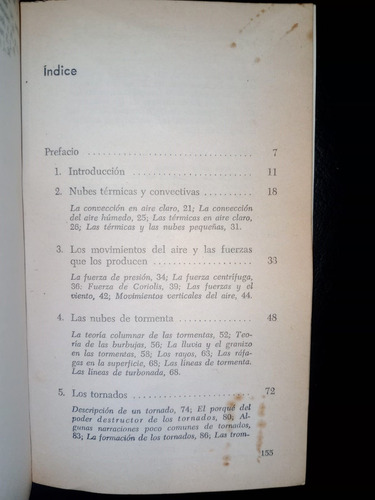 Índice
Prefacio .................................... 7
1. Introducción .......................... 11
2. Nubes térmicas y convectivas ............ 18
La convección en aire claro, 21; La convección
del aire húmedo, 25; Las térmicas en aire claro,
28; Las térmicas y las nubes pequeñas, 31.
3. Los movimientos del aire y las fuerzas
que los producen ...................... 33
La fuerza de presión, 34; La fuerza centrífuga,
36. Fuerza de Coriolis, 39; Las fuerzas y el
viento, 42; Movimientos verticales del aire, 44.
4. Las nubes de tormenta .................. 48
La teoría columnar de las tormentas, 52; Teo-
ría de las burbujas, 56; La lluvia y el granizo
en las tormentas, 58; Los rayos, 63; Las ráfa-
gas en la superficie, 68; Las líneas de tormenta.
Las líneas de turbonada, 68.
5. Los tornados .......................... 72
Descripción de un tornado, 74; El porqué del
poder destructor de los tornados, 80; Al-
gunas narraciones poco comunes de tornados,
83; La formación de los tornados, 86; Las trom-
155